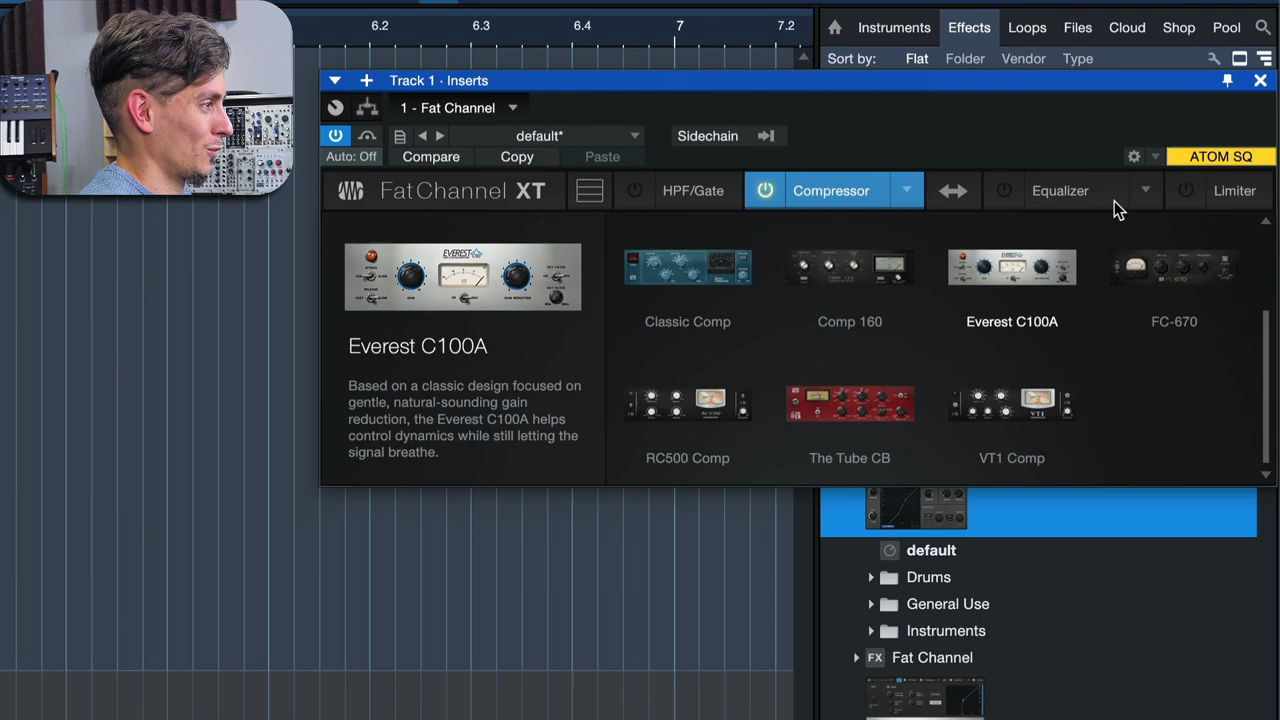 6.2 6.3 6.4 7 7.2
Instruments Effects Loops Files Cloud Shop Pool
Sort by: Flat Folder Vendor Type
Track 1 - Inserts
1 - Fat Channel
default*
Sidechain
Auto: Off Compare Copy Paste
ATOM SQ
FatChannel XT
HPF/Gate Compressor Equalizer Limiter
EVEREST
Everest C100A
Based on a classic design focused on
gentle, natural-sounding gain
reduction, the Everest C100A helps
control dynamics while still letting the
signal breathe.
Classic Comp Comp 160 Everest C100A FC-670
RC500 Comp The Tube CB VT1 Comp
default
Drums
General Use
Instruments
FX Fat Channel